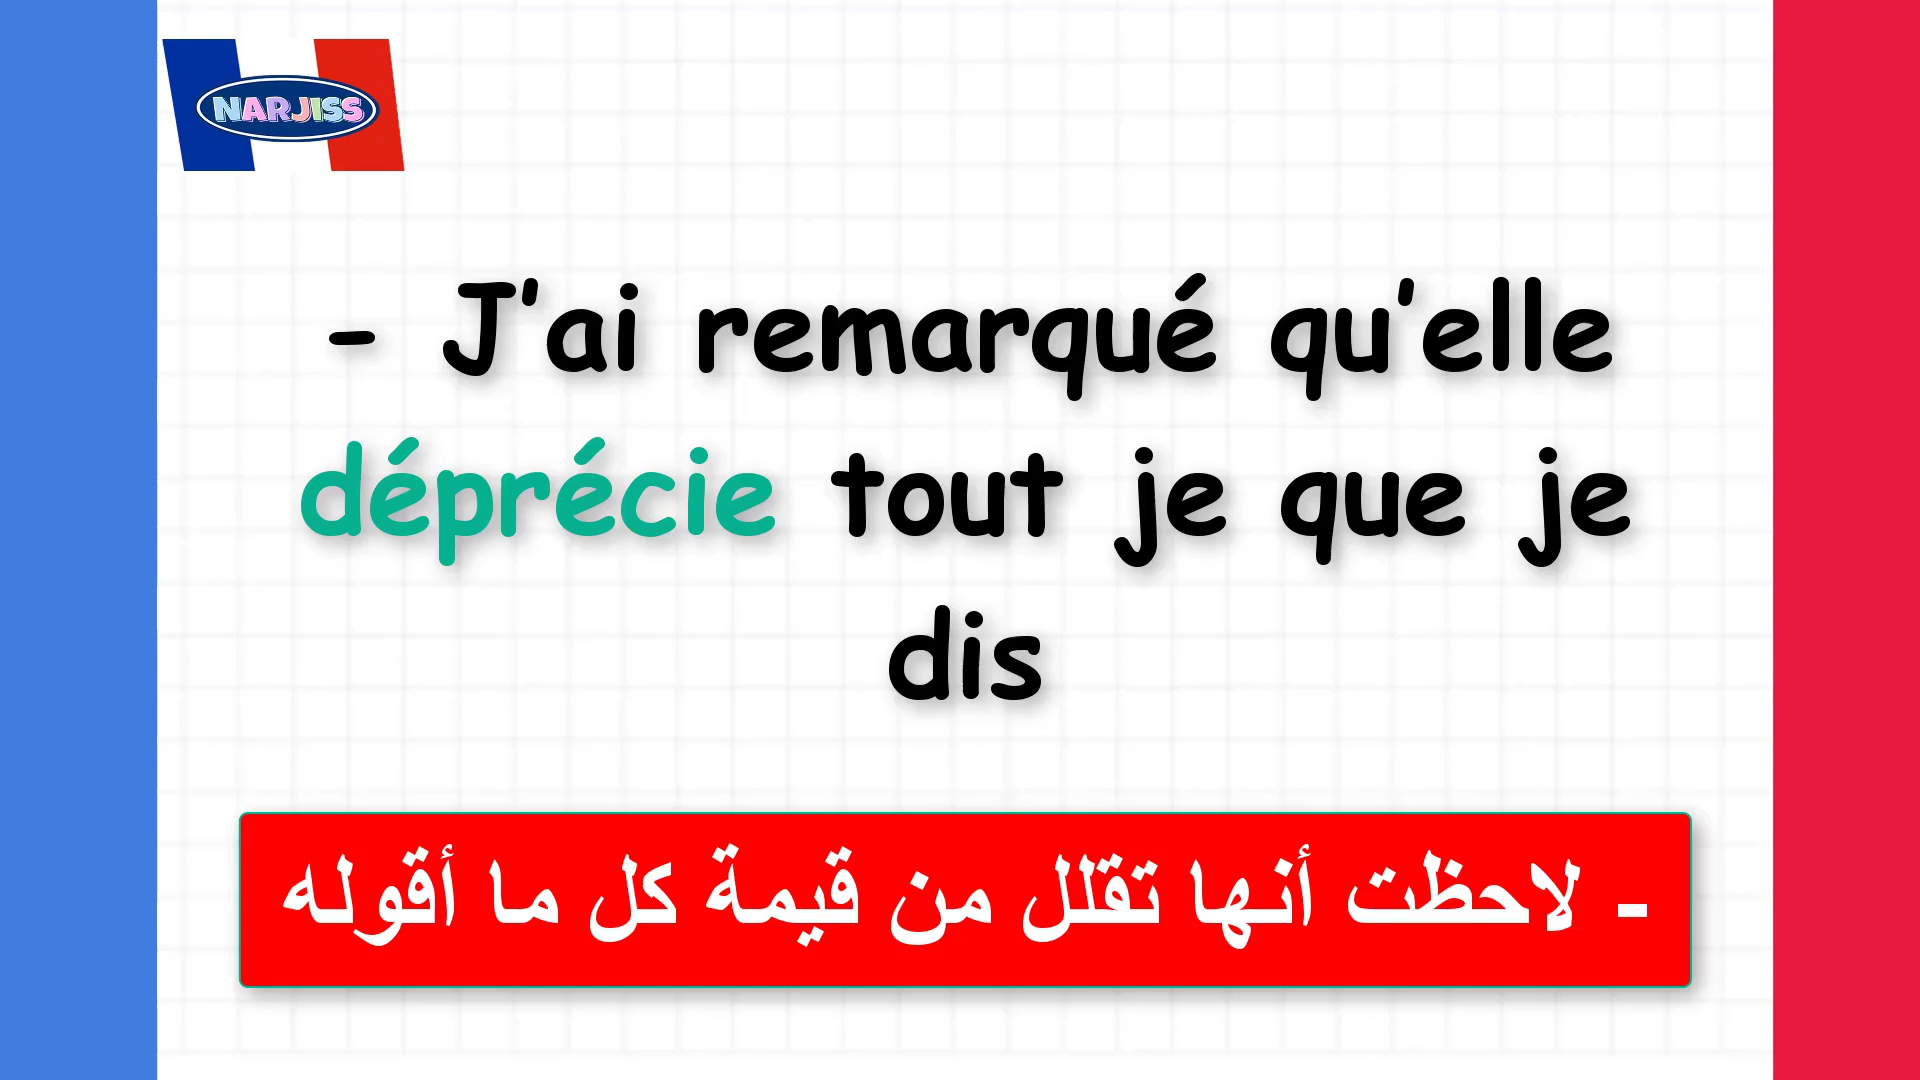 NARJISS
- J’ai remarqué qu’elle
déprécie tout je que je
dis
- لاحظت أنها تقلل من قيمة كل ما أقوله